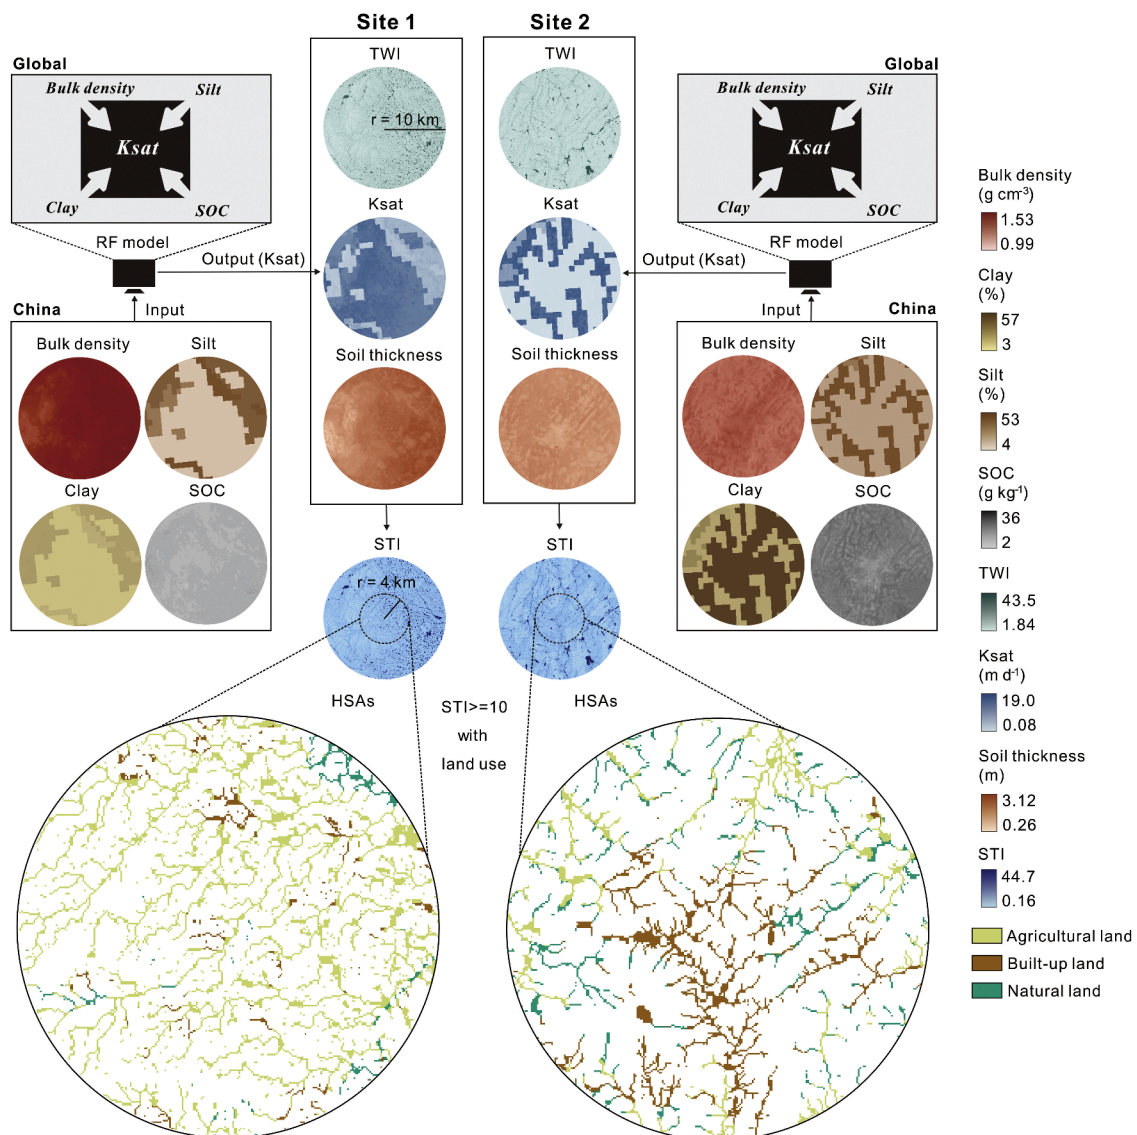 Site 1
Site 2
Global
Bulk density
Silt
Ksat
Clay
SOC
RF model
Output (Ksat)
Input
China
Bulk density
Silt
Clay
SOC
TWI
r = 10 km
Ksat
Soil thickness
STI
r = 4 km
HSAs
TWI
Ksat
Soil thickness
STI
HSAs
STI>=10
with
land use
Global
Bulk density
Silt
Ksat
Clay
SOC
RF model
Output (Ksat)
Input
China
Bulk density
Silt
Clay
SOC
Bulk density
(g cm⁻³)
1.53
0.99
Clay
(%)
57
3
Silt
(%)
53
4
SOC
(g kg⁻¹)
36
2
TWI
43.5
1.84
Ksat
(m d⁻¹)
19.0
0.08
Soil thickness
(m)
3.12
0.26
STI
44.7
0.16
Agricultural land
Built-up land
Natural land